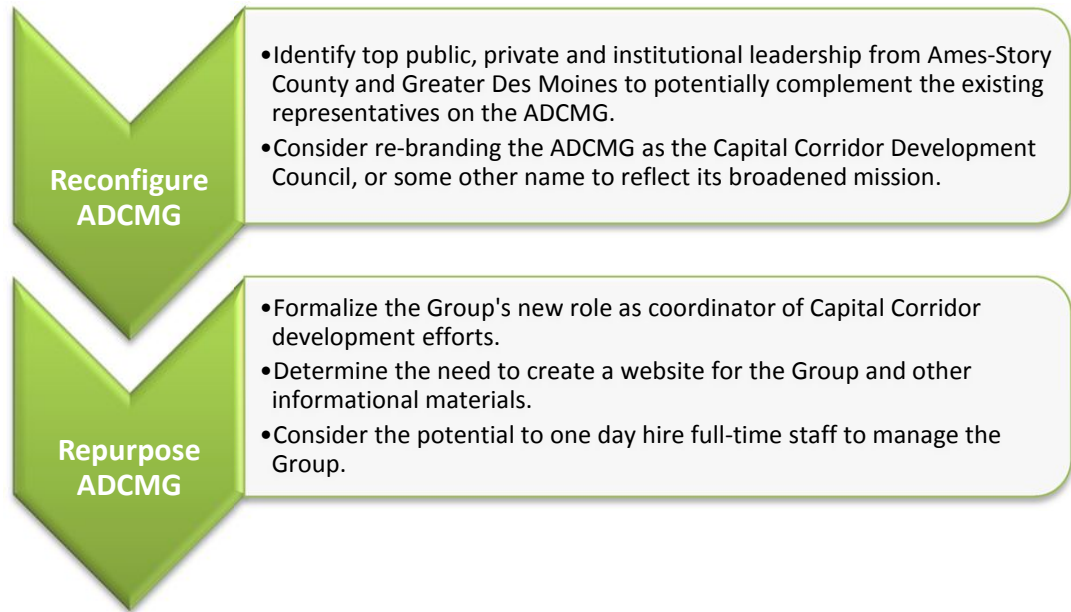 Reconfigure
ADCMG
•Identify top public, private and institutional leadership from Ames-Story
County and Greater Des Moines to potentially complement the existing
representatives on the ADCMG.
•Consider re-branding the ADCMG as the Capital Corridor Development
Council, or some other name to reflect its broadened mission.
Repurpose
ADCMG
•Formalize the Group's new role as coordinator of Capital Corridor
development efforts.
•Determine the need to create a website for the Group and other
informational materials.
•Consider the potential to one day hire full-time staff to manage the
Group.